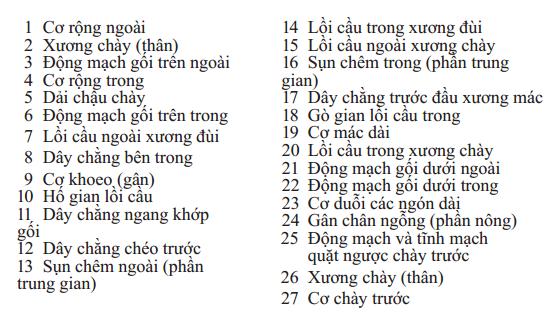 1 Cơ rộng ngoài
2 Xương chày (thân)
3 Động mạch gối trên ngoài
4 Cơ rộng trong
5 Dải chậu chày
6 Động mạch gối trên trong
7 Lồi cầu ngoài xương đùi
8 Dây chằng bên trong
9 Cơ khoeo (gân)
10 Hố gian lồi cầu
11 Dây chằng ngang khớp
gối
12 Dây chằng chéo trước
13 Sụn chêm ngoài (phần
trung gian)
14 Lồi cầu trong xương đùi
15 Lồi cầu ngoài xương chày
16 Sụn chêm trong (phần trung
gian)
17 Dây chằng trước đầu xương mác
18 Gò gian lồi cầu trong
19 Cơ mác dài
20 Lồi cầu trong xương chày
21 Động mạch gối dưới ngoài
22 Động mạch gối dưới trong
23 Cơ duỗi các ngón dài
24 Gân chân ngỗng (phần nông)
25 Động mạch và tĩnh mạch
quặt ngược chày trước
26 Xương chày (thân)
27 Cơ chày trước